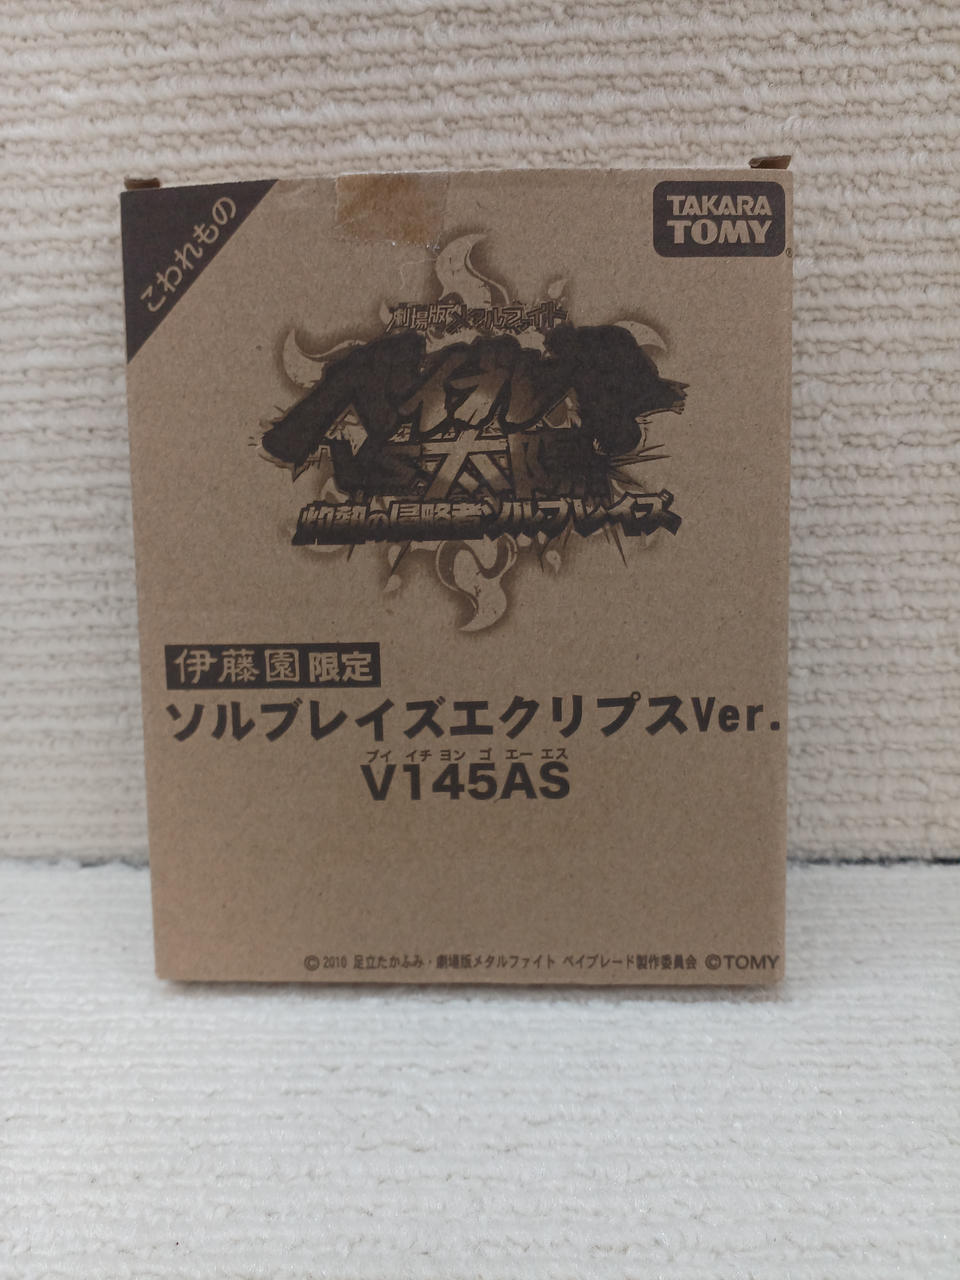 こわれもの
TAKARA
TOMY
劇場版メタルファイト
ベイブレード
VS太陽
灼熱の侵略者ソルブレイズ
伊藤園限定
ソルブレイズエクリプスVer.
ブイ イチ ヨン ゴ エー エス
V145AS
©2010 足立たかふみ・劇場版メタルファイト ベイブレード製作委員会 ©TOMY